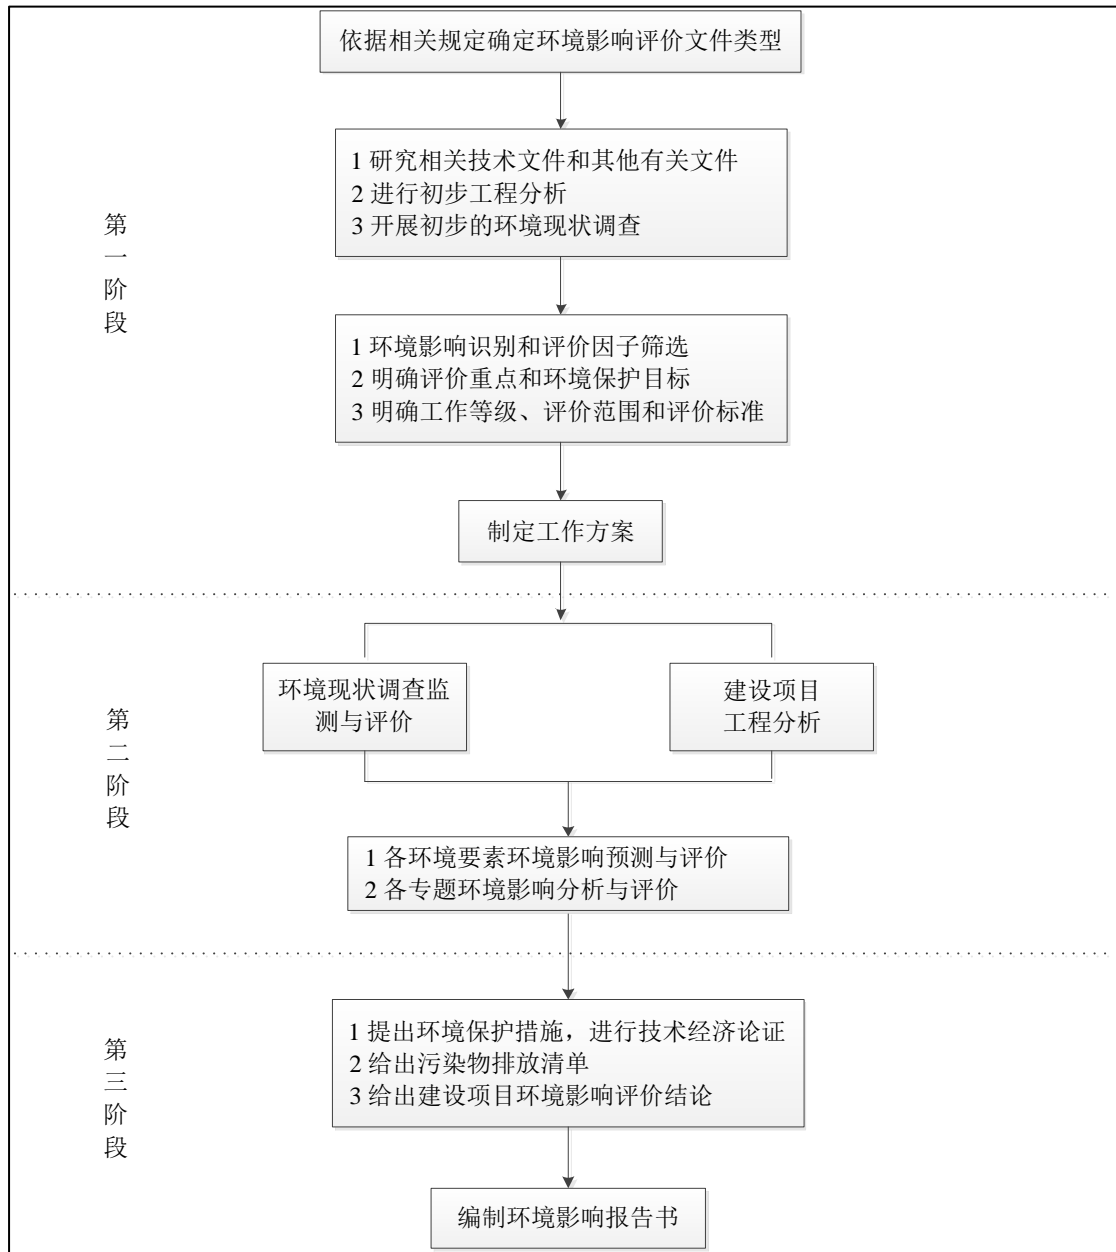 依据相关规定确定环境影响评价文件类型
第一阶段
1 研究相关技术文件和其他有关文件
2 进行初步工程分析
3 开展初步的环境现状调查
1 环境影响识别和评价因子筛选
2 明确评价重点和环境保护目标
3 明确工作等级、评价范围和评价标准
制定工作方案
第二阶段
环境现状调查监
测与评价
建设项目
工程分析
1 各环境要素环境影响预测与评价
2 各专题环境影响分析与评价
第三阶段
1 提出环境保护措施，进行技术经济论证
2 给出污染物排放清单
3 给出建设项目环境影响评价结论
编制环境影响报告书